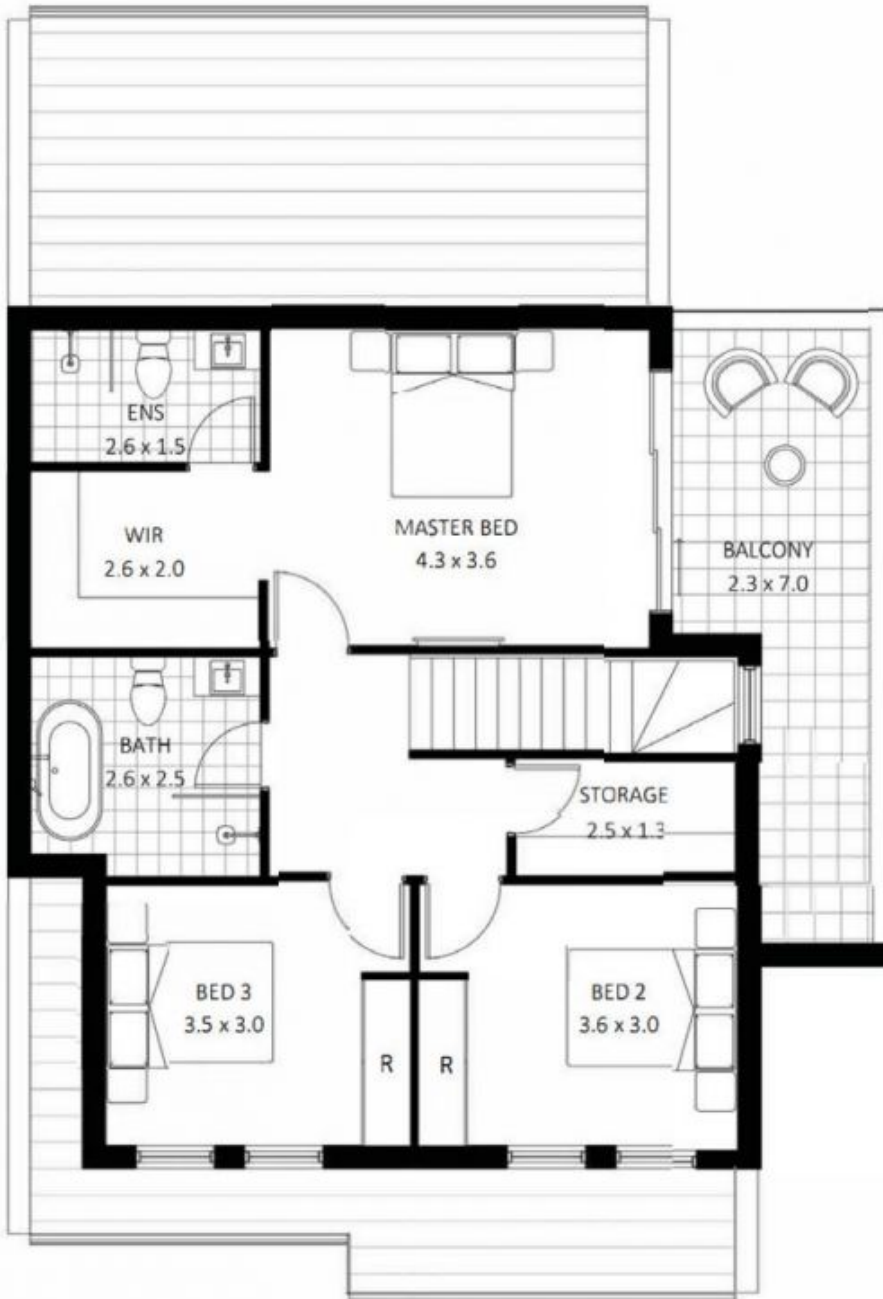 ENS
2.6 x 1.5
WIR
2.6 x 2.0
MASTER BED
4.3 x 3.6
BALCONY
2.3 x 7.0
BATH
2.6 x 2.5
STORAGE
2.5 x 1.3
BED 3
3.5 x 3.0
R
R
BED 2
3.6 x 3.0